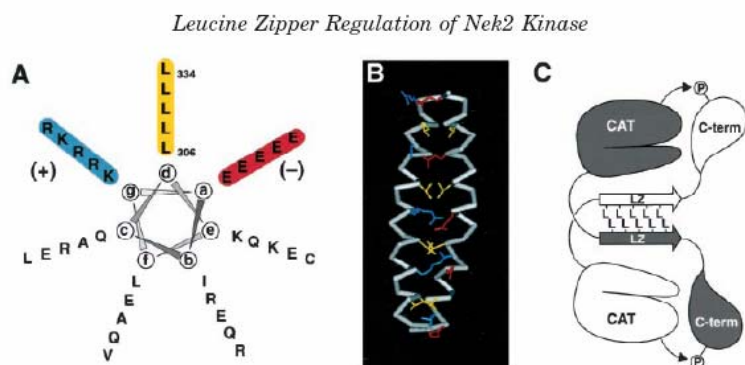 Leucine Zipper Regulation of Nek2 Kinase
A
334
L
L
L
L
L
306
R K R R K
E E E E E
(+)
(−)
d
g
a
c
e
f
b
L E R A Q
K Q K E C
L E A Q V
I R E Q R
B
C
P
CAT
C-term
LZ
L L L L L
L L L L L
LZ
CAT
C-term
P